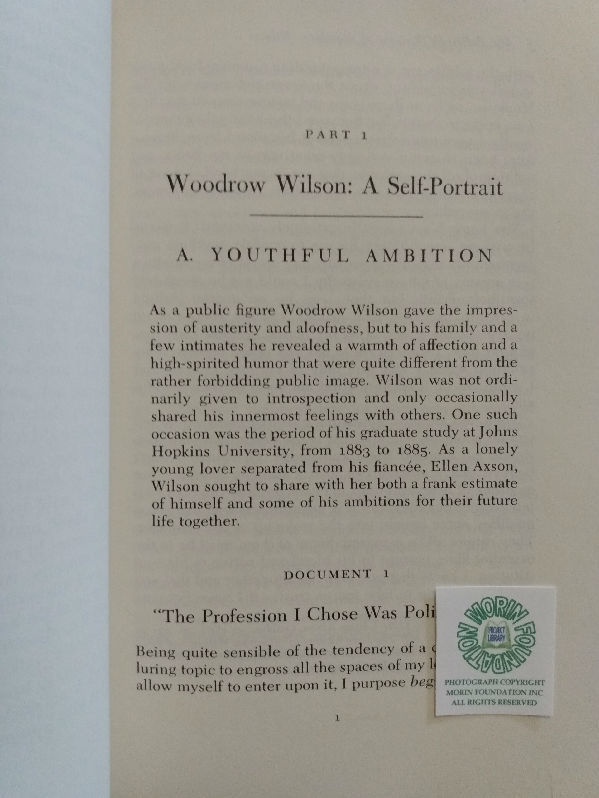 PART 1
Woodrow Wilson: A Self-Portrait
A. YOUTHFUL AMBITION
As a public figure Woodrow Wilson gave the impres-
sion of austerity and aloofness, but to his family and a
few intimates he revealed a warmth of affection and a
high-spirited humor that were quite different from the
rather forbidding public image. Wilson was not ordi-
narily given to introspection and only occasionally
shared his innermost feelings with others. One such
occasion was the period of his graduate study at Johns
Hopkins University, from 1883 to 1885. As a lonely
young lover separated from his fiancée, Ellen Axson,
Wilson sought to share with her both a frank estimate
of himself and some of his ambitions for their future
life together.
DOCUMENT 1
"The Profession I Chose Was Poli
Being quite sensible of the tendency of a
luring topic to engross all the spaces of my
allow myself to enter upon it, I purpose beg
1
MORIN FOUNDATION
PROJECT
LIBRARY
PHOTOGRAPH COPYRIGHT
MORIN FOUNDATION INC
ALL RIGHTS RESERVED